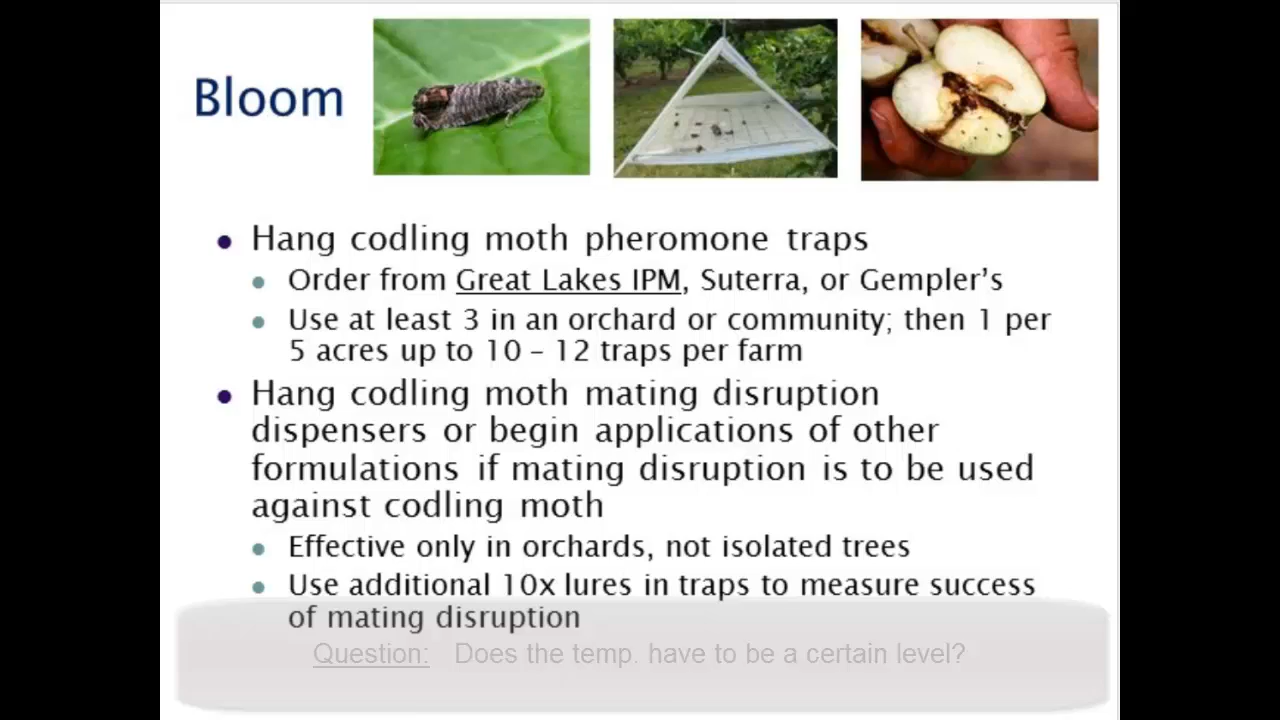 Bloom
• Hang codling moth pheromone traps
• Order from Great Lakes IPM, Suterra, or Gempler's
• Use at least 3 in an orchard or community; then 1 per
5 acres up to 10 – 12 traps per farm
• Hang codling moth mating disruption
dispensers or begin applications of other
formulations if mating disruption is to be used
against codling moth
• Effective only in orchards, not isolated trees
• Use additional 10x lures in traps to measure success
of mating disruption
Question: Does the temp. have to be a certain level?